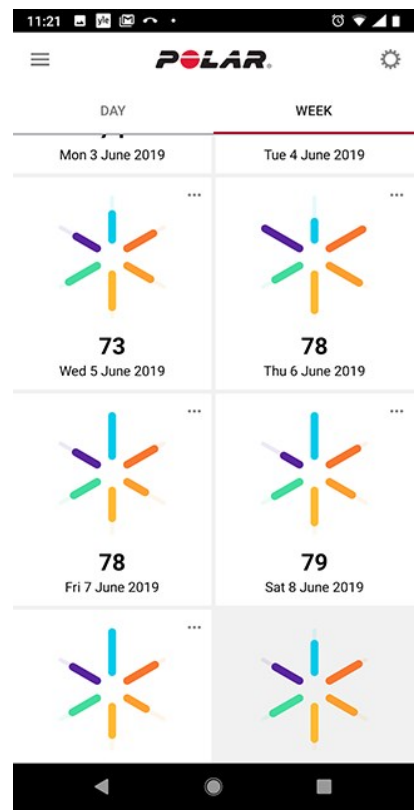 11:21 yle
POLAR
DAY WEEK
Mon 3 June 2019 Tue 4 June 2019
73 78
Wed 5 June 2019 Thu 6 June 2019
78 79
Fri 7 June 2019 Sat 8 June 2019